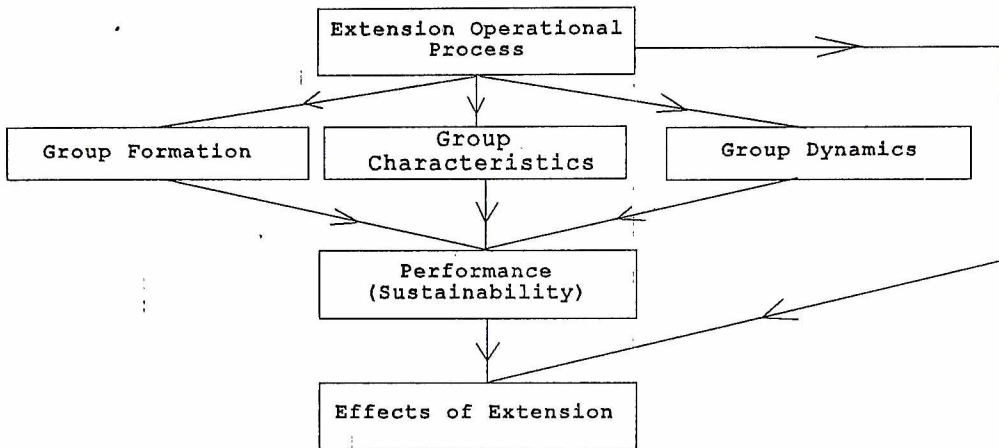 Extension Operational
Process
Group Formation
Group
Characteristics
Group Dynamics
Performance
(Sustainability)
Effects of Extension